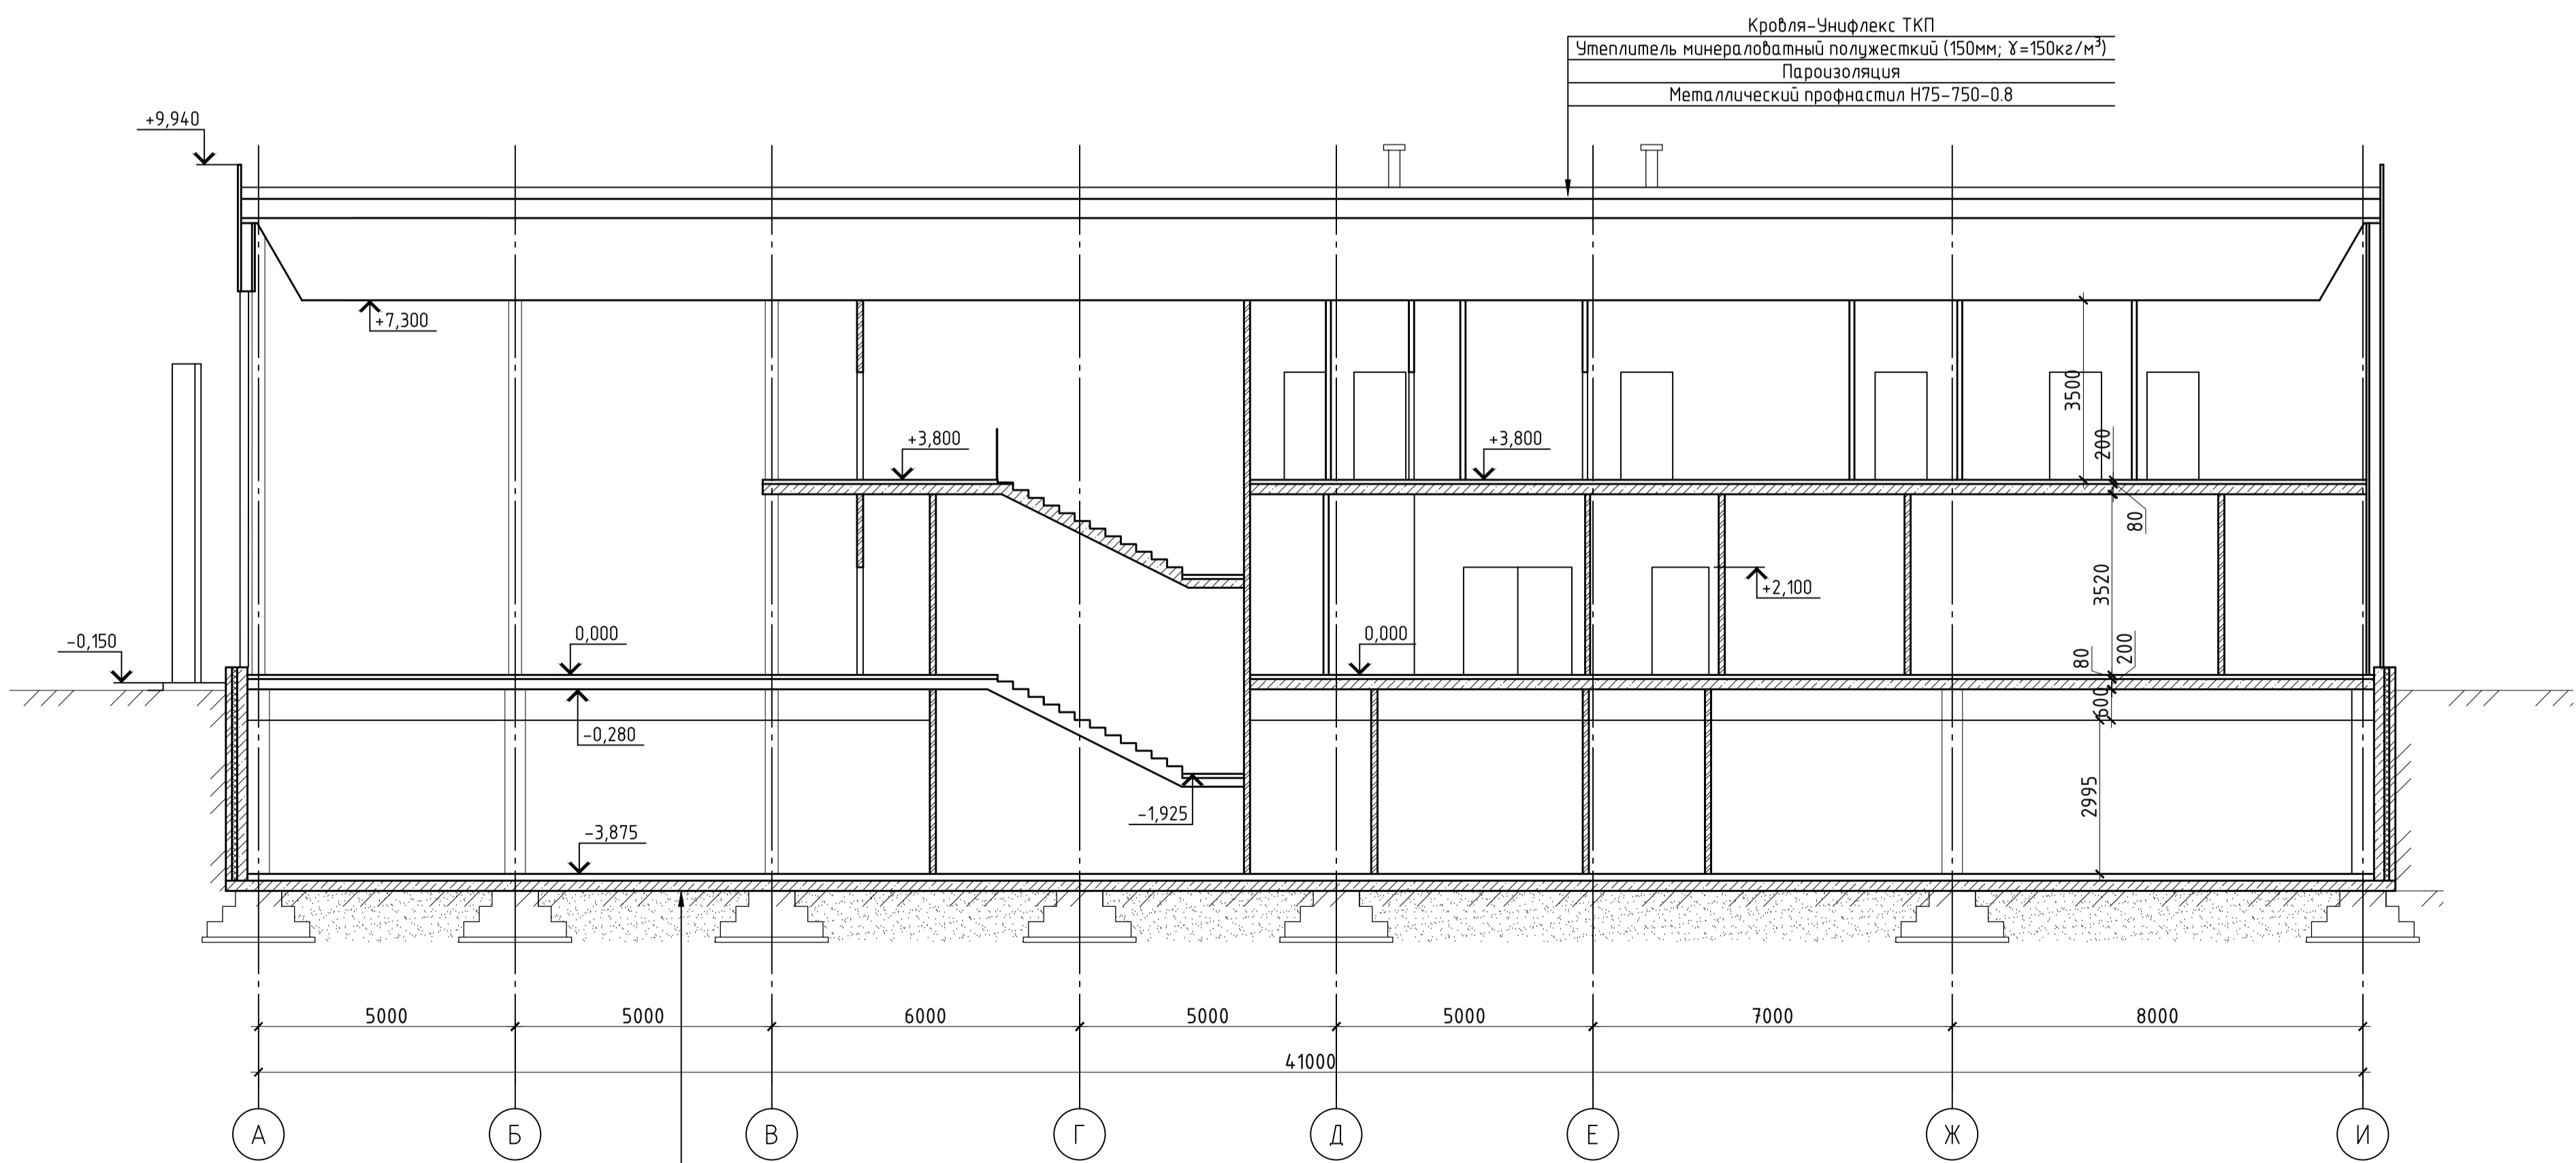 Кровля-Унифлекс ТКП
Утеплитель минераловатный полужесткий (150мм; ɣ=150кг/м³)
Пароизоляция
Металлический профнастил Н75-750-0.8
+9,940
+7,300
3500
+3,800
+3,800
200
80
3520
+2,100
-0,150
0,000
0,000
80
200
600
-0,280
-1,925
2995
-3,875
5000
5000
6000
5000
5000
7000
8000
41000
А
Б
В
Г
Д
Е
Ж
И